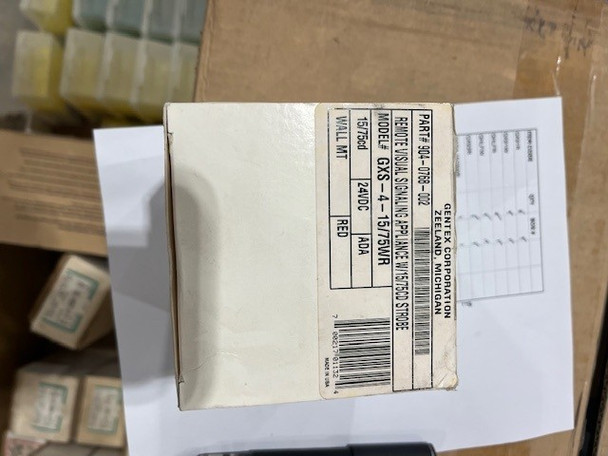 GENTEX CORPORATION
ZEELAND, MICHIGAN
PART# 904-0768-002
REMOTE VISUAL SIGNALING APPLIANCE W/15/75CD STROBE
MODEL# GXS-4-15/75WR
15/75cd 24VDC ADA
WALL MT RED
MADE IN USA